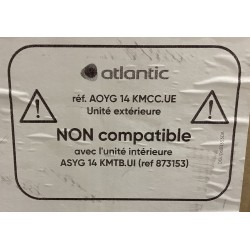 atlantic
réf. AOYG 14 KMCC.UE
Unité extérieure
NON compatible
avec l'unité intérieure
ASYG 14 KMTB.UI (ref 873153)